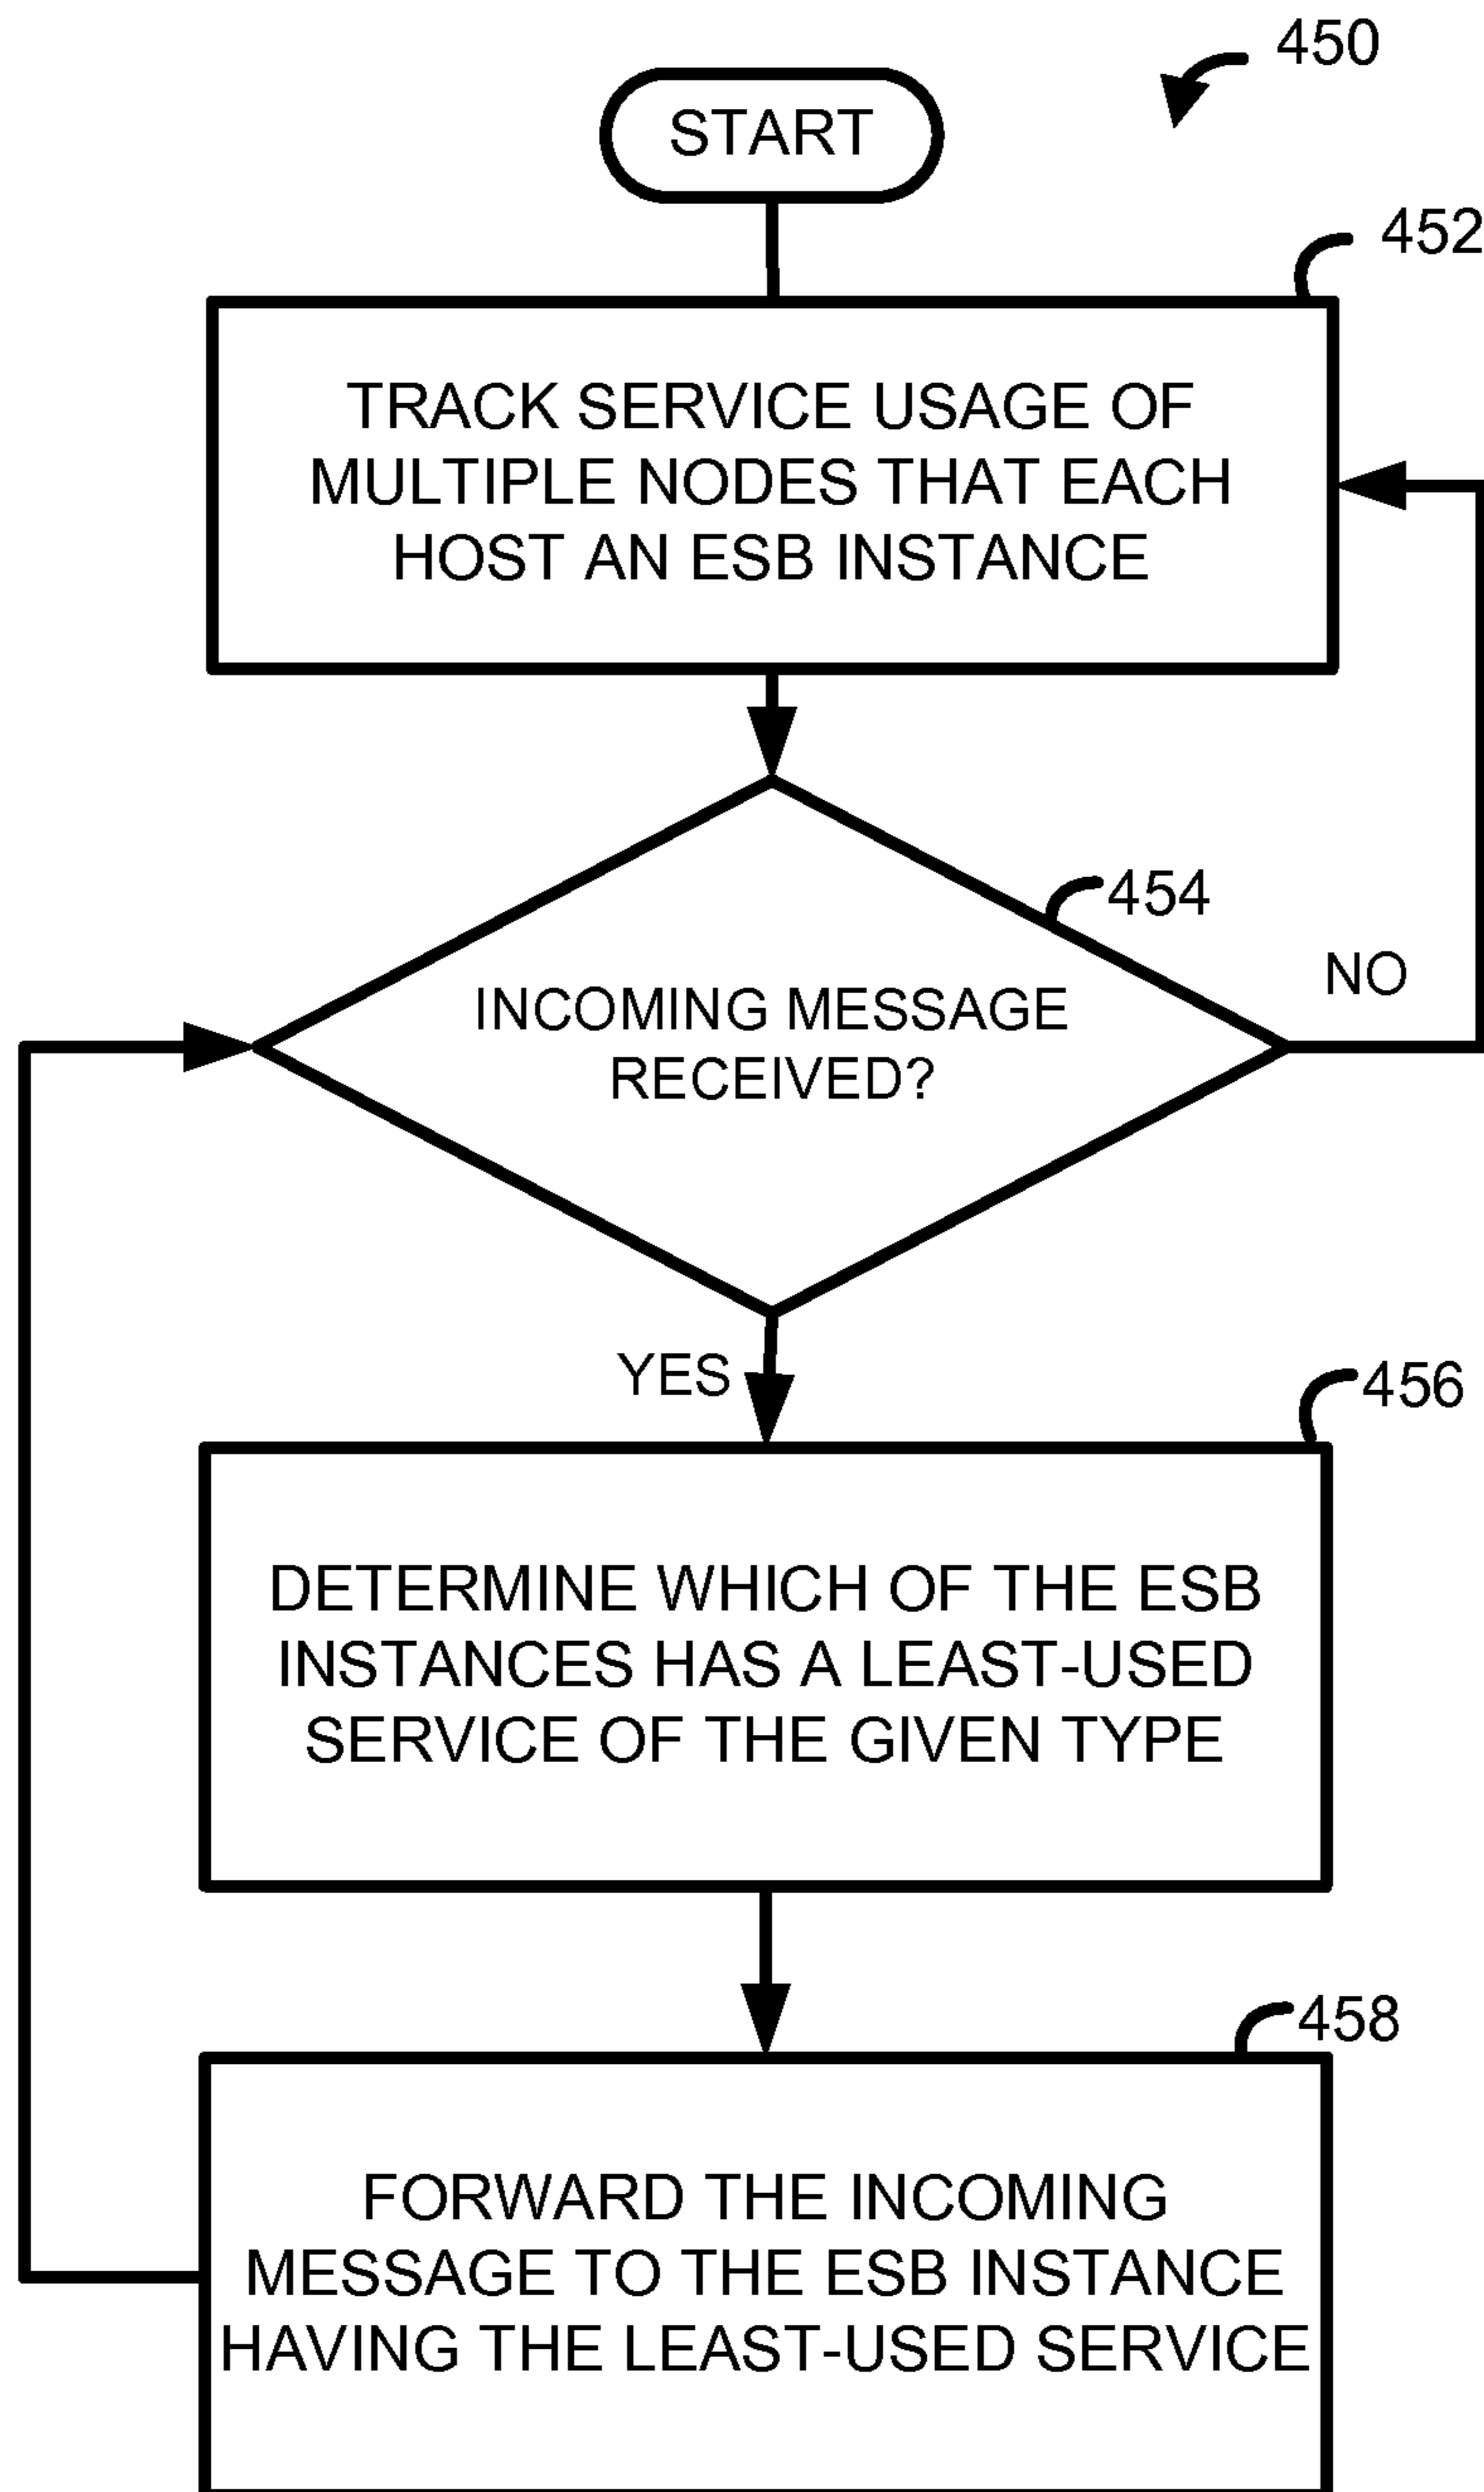 450
START
452
TRACK SERVICE USAGE OF
MULTIPLE NODES THAT EACH
HOST AN ESB INSTANCE
454
NO
INCOMING MESSAGE
RECEIVED?
YES
456
DETERMINE WHICH OF THE ESB
INSTANCES HAS A LEAST-USED
SERVICE OF THE GIVEN TYPE
458
FORWARD THE INCOMING
MESSAGE TO THE ESB INSTANCE
HAVING THE LEAST-USED SERVICE